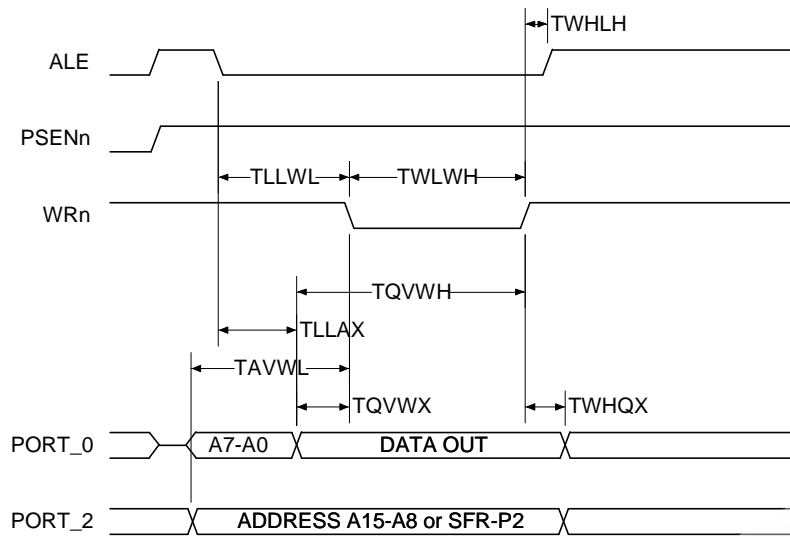 TWHLH
ALE
PSENn
TLLWL TWLWH
WRn
TQVWH
TLLAX
TAVWL
TQVWX TWHQX
PORT_0 A7-A0 DATA OUT
PORT_2 ADDRESS A15-A8 or SFR-P2